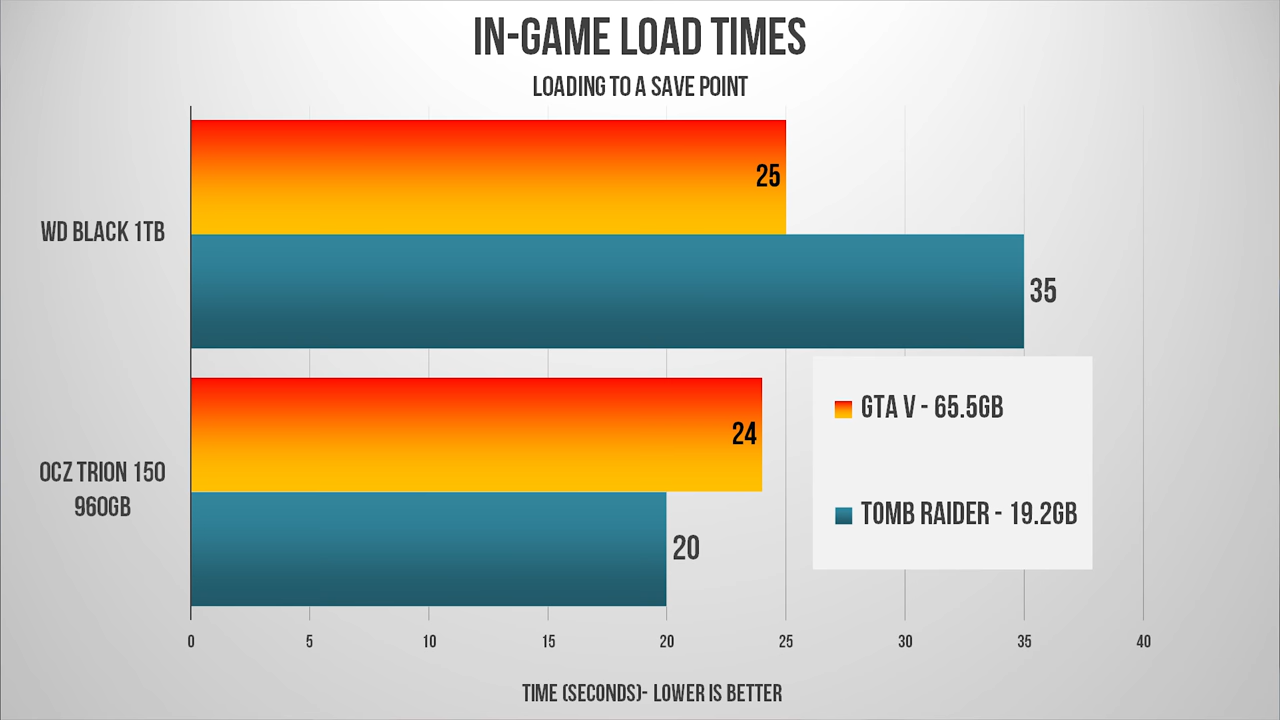 IN-GAME LOAD TIMES
LOADING TO A SAVE POINT
WD BLACK 1TB
25
35
OCZ TRION 150
960GB
24
20
GTA V - 65.5GB
TOMB RAIDER - 19.2GB
0 5 10 15 20 25 30 35 40
TIME (SECONDS)- LOWER IS BETTER